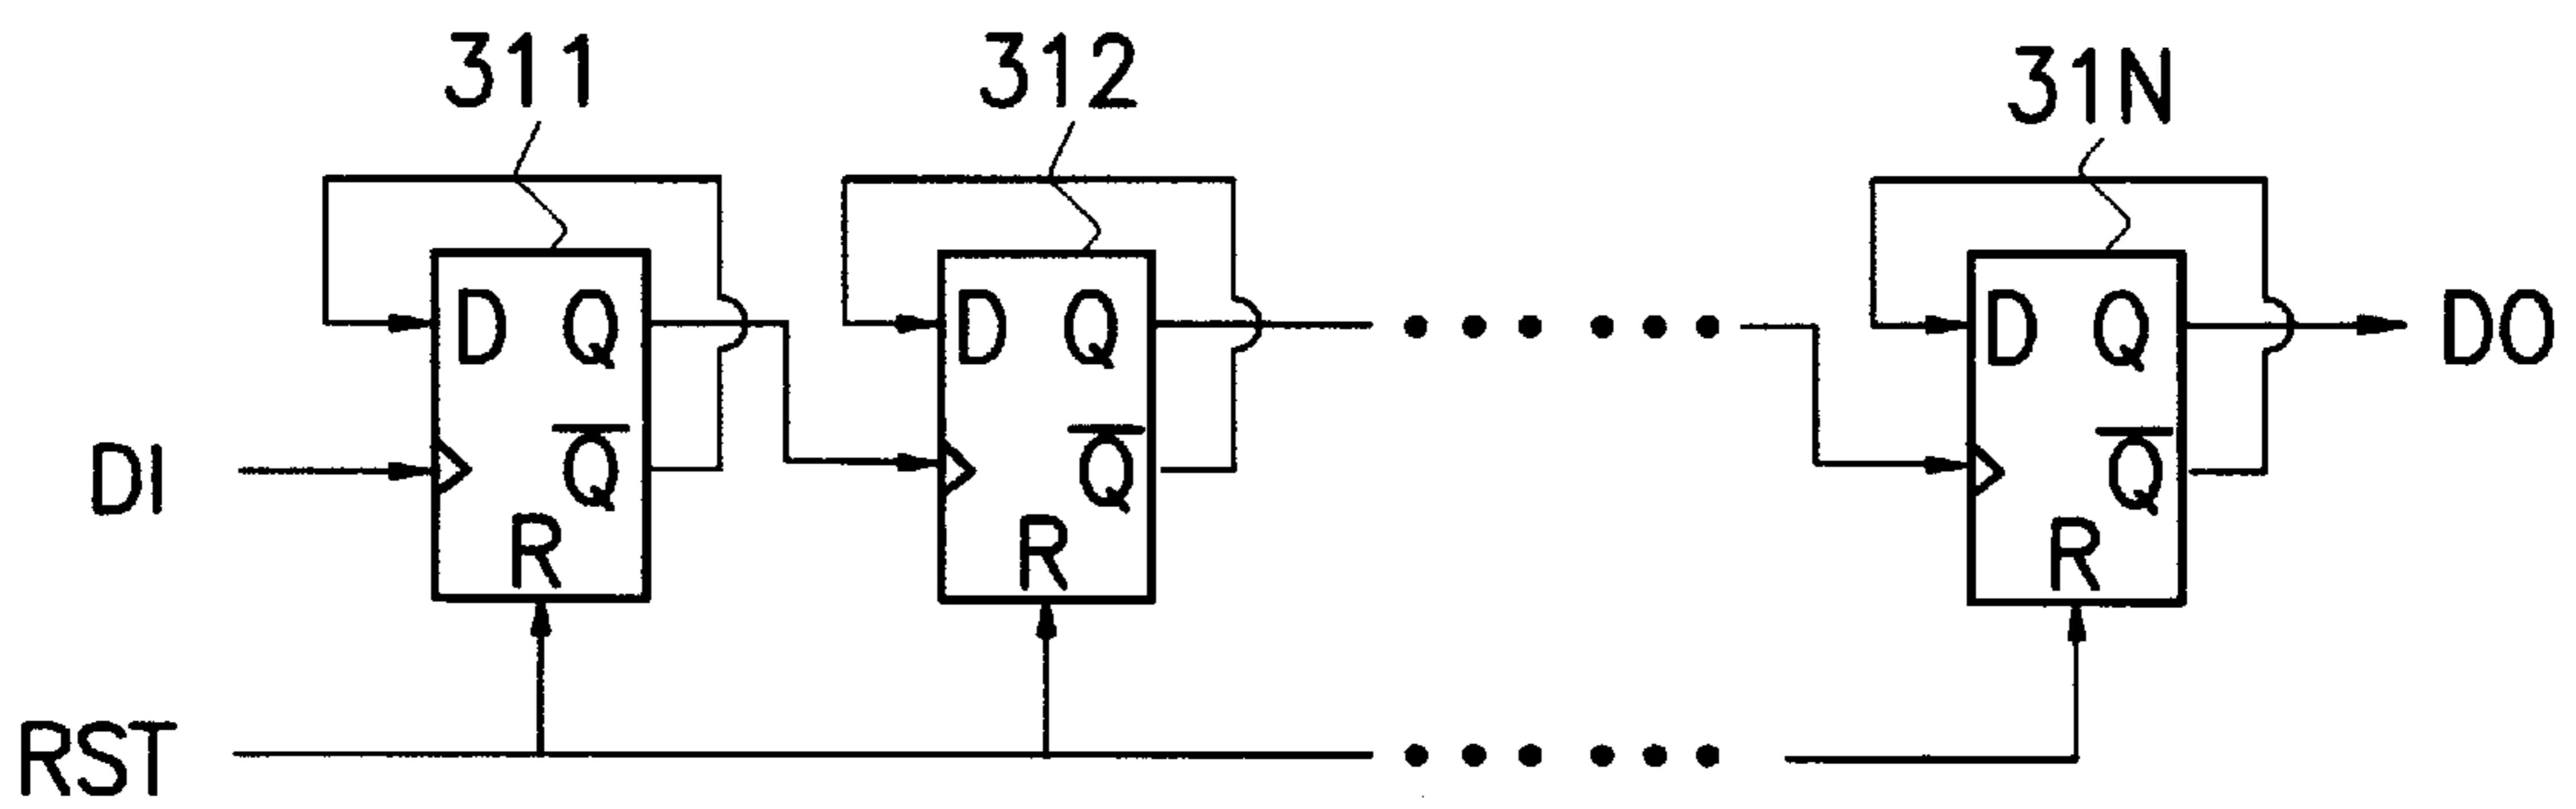 311 312 31N
D Q D Q D Q DO
DI Q̅ Q̅ Q̅
R R R
RST